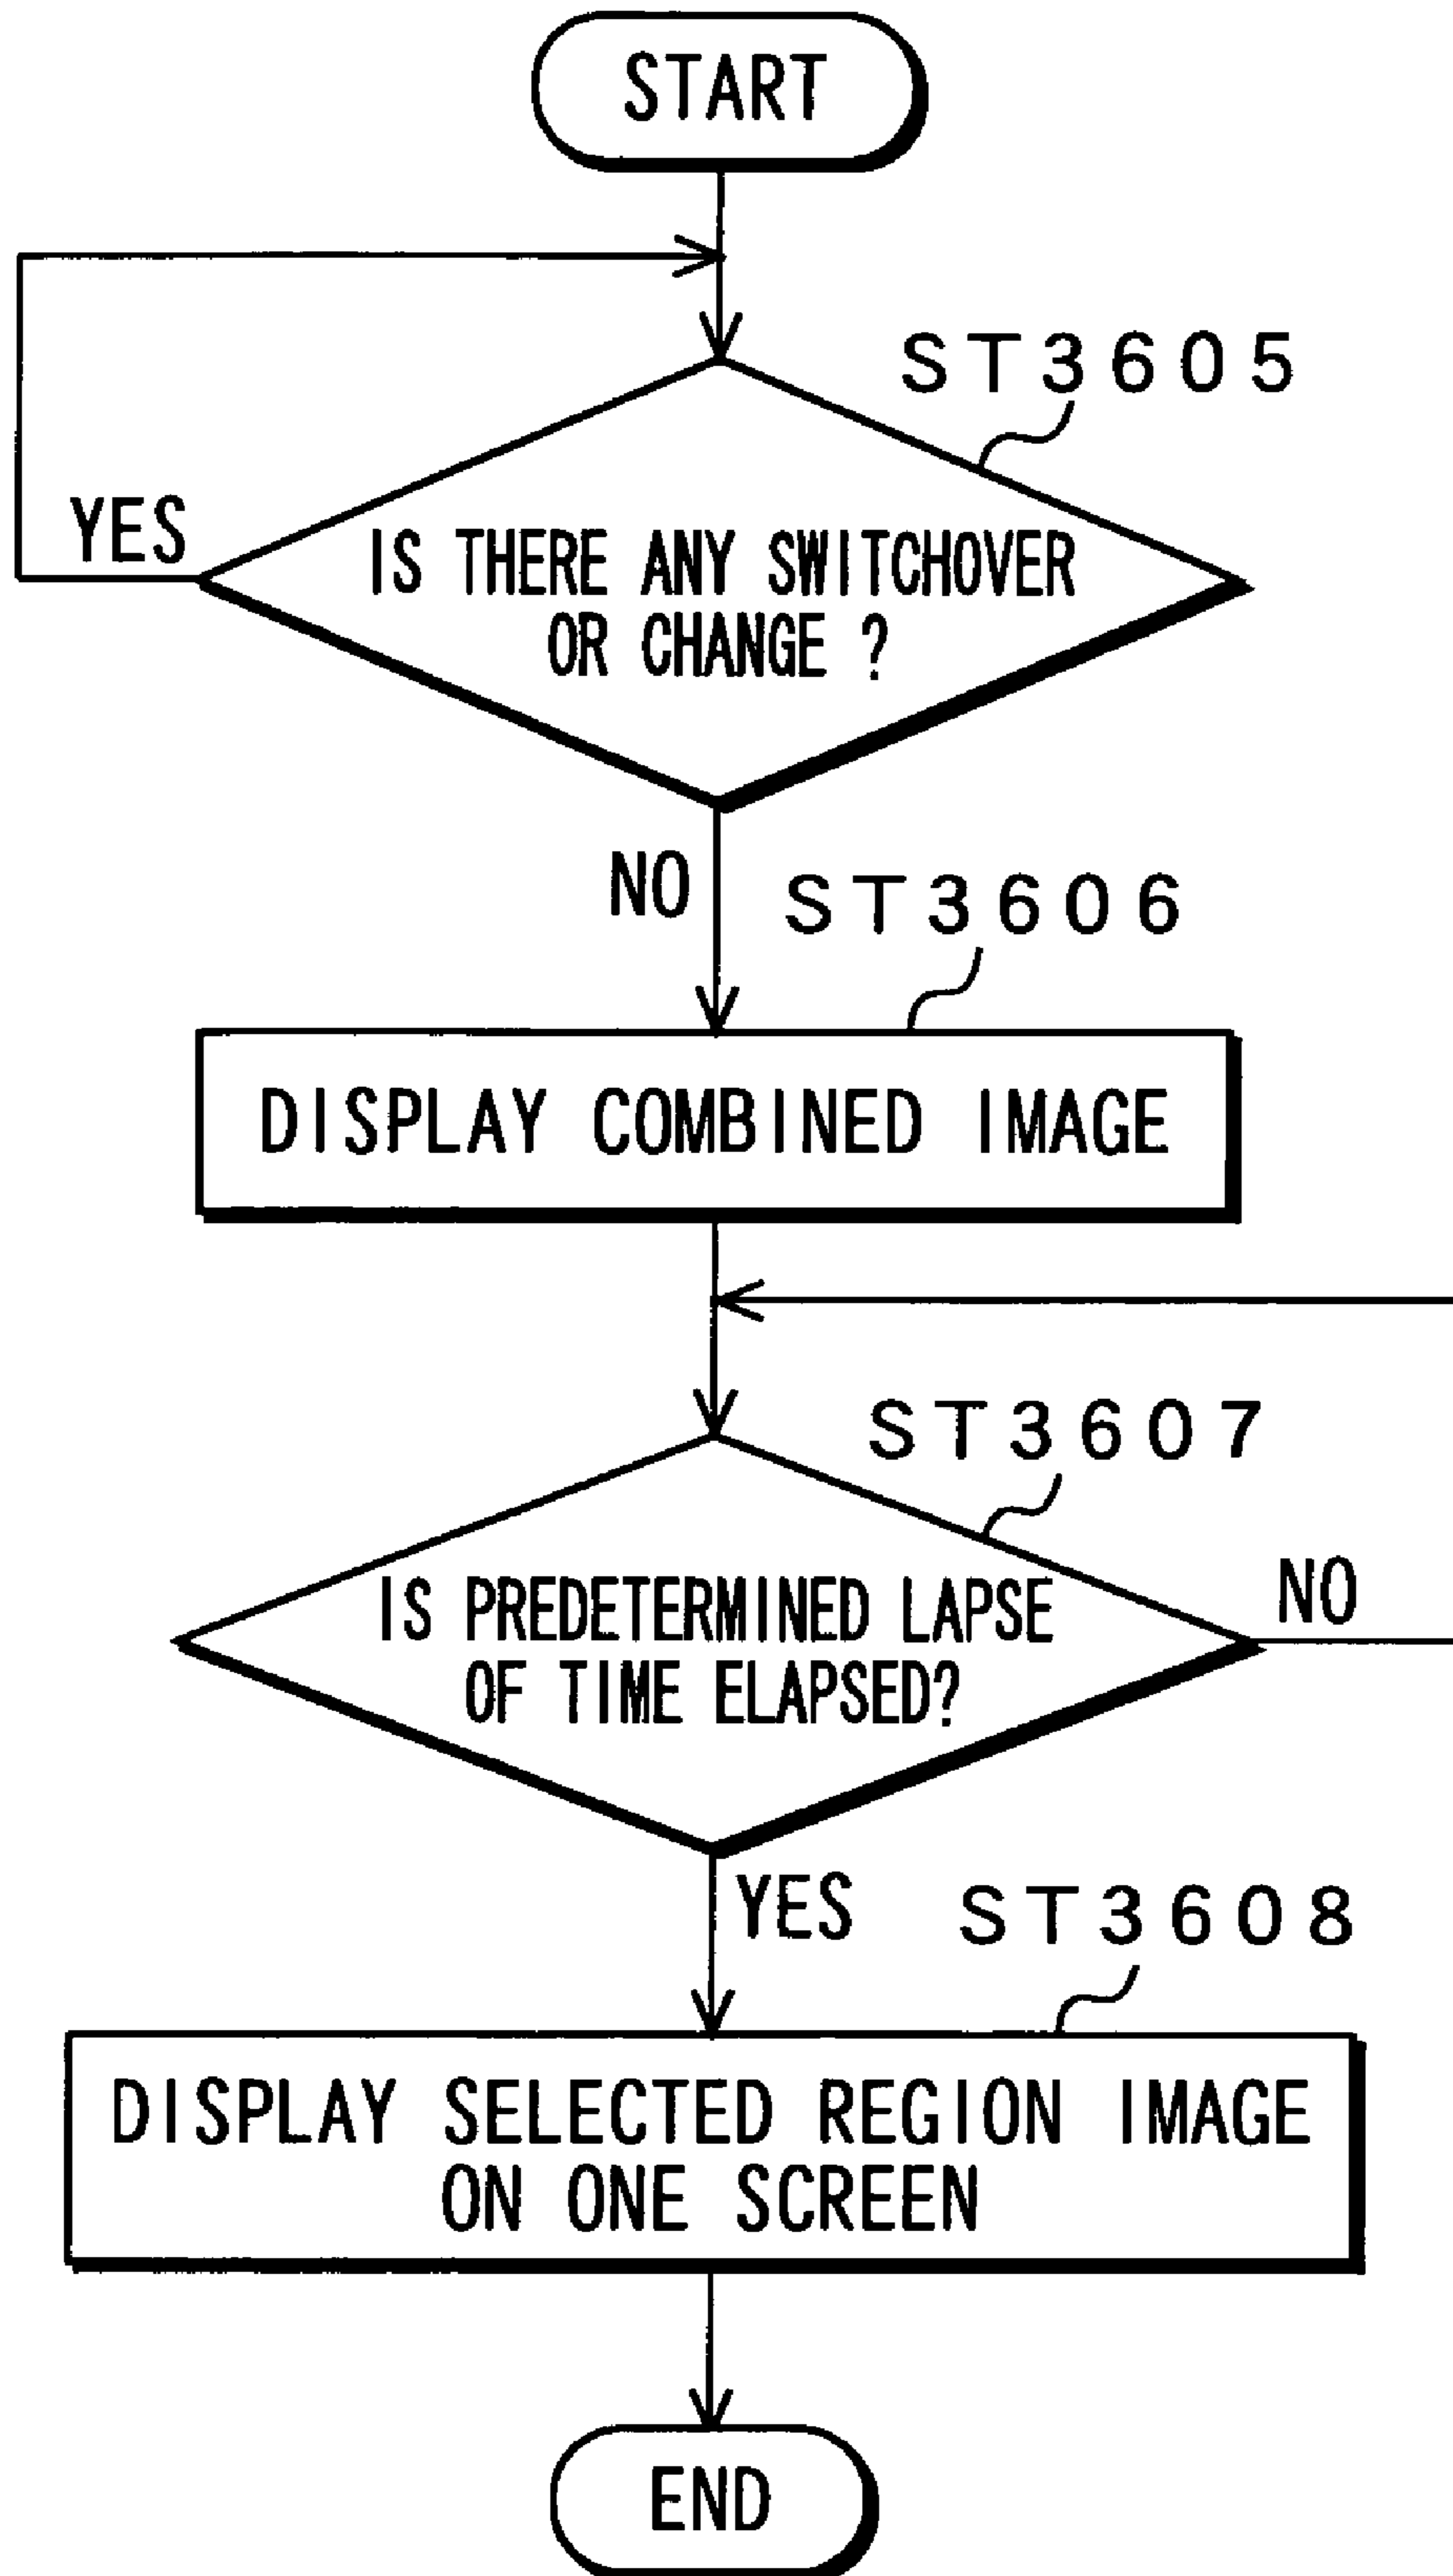 START
ST3605
YES
IS THERE ANY SWITCHOVER
OR CHANGE ?
NO
ST3606
DISPLAY COMBINED IMAGE
ST3607
IS PREDETERMINED LAPSE
OF TIME ELAPSED?
NO
YES
ST3608
DISPLAY SELECTED REGION IMAGE
ON ONE SCREEN
END